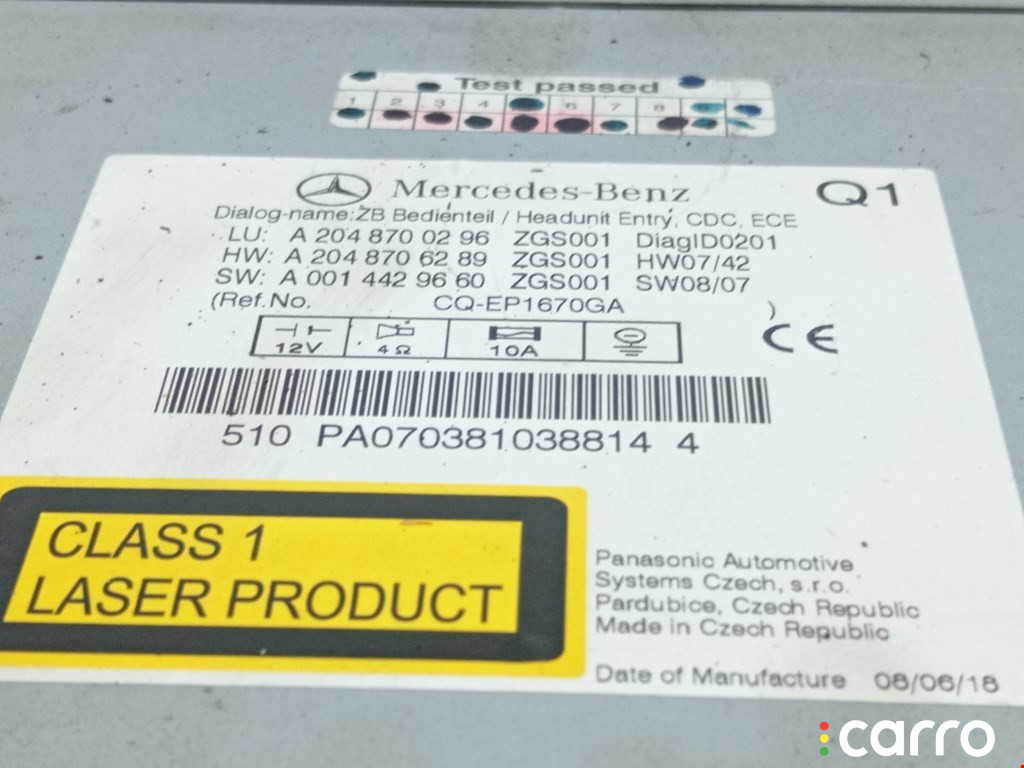 Test passed
1 2 3 4 6 7 8
Mercedes-Benz Q1
Dialog-name:ZB Bedienteil / Headunit Entry, CDC, ECE
LU: A 204 870 02 96 ZGS001 DiagID0201
HW: A 204 870 62 89 ZGS001 HW07/42
SW: A 001 442 96 60 ZGS001 SW08/07
(Ref.No. CQ-EP1670GA )
12V 4 Ω 10A
CE
510 PA070381038814 4
CLASS 1
LASER PRODUCT
Panasonic Automotive
Systems Czech, s.r.o.
Pardubice, Czech Republic
Made in Czech Republic
Date of Manufacture 08/06/18
carro